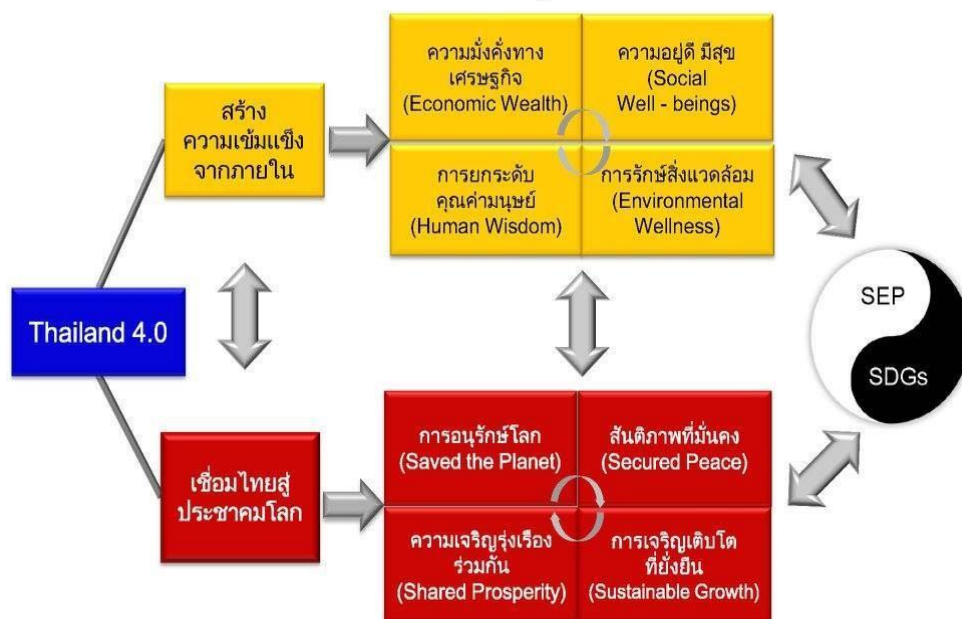 ความมั่งคั่งทาง
เศรษฐกิจ
(Economic Wealth)
ความอยู่ดี มีสุข
(Social
Well - beings)
สร้าง
ความเข้มแข็ง
จากภายใน
การยกระดับ
คุณค่ามนุษย์
(Human Wisdom)
การรักษ์สิ่งแวดล้อม
(Environmental
Wellness)
Thailand 4.0
SEP
SDGs
เชื่อมไทยสู่
ประชาคมโลก
การอนุรักษ์โลก
(Saved the Planet)
สันติภาพที่มั่นคง
(Secured Peace)
ความเจริญรุ่งเรือง
ร่วมกัน
(Shared Prosperity)
การเจริญเติบโต
ที่ยั่งยืน
(Sustainable Growth)